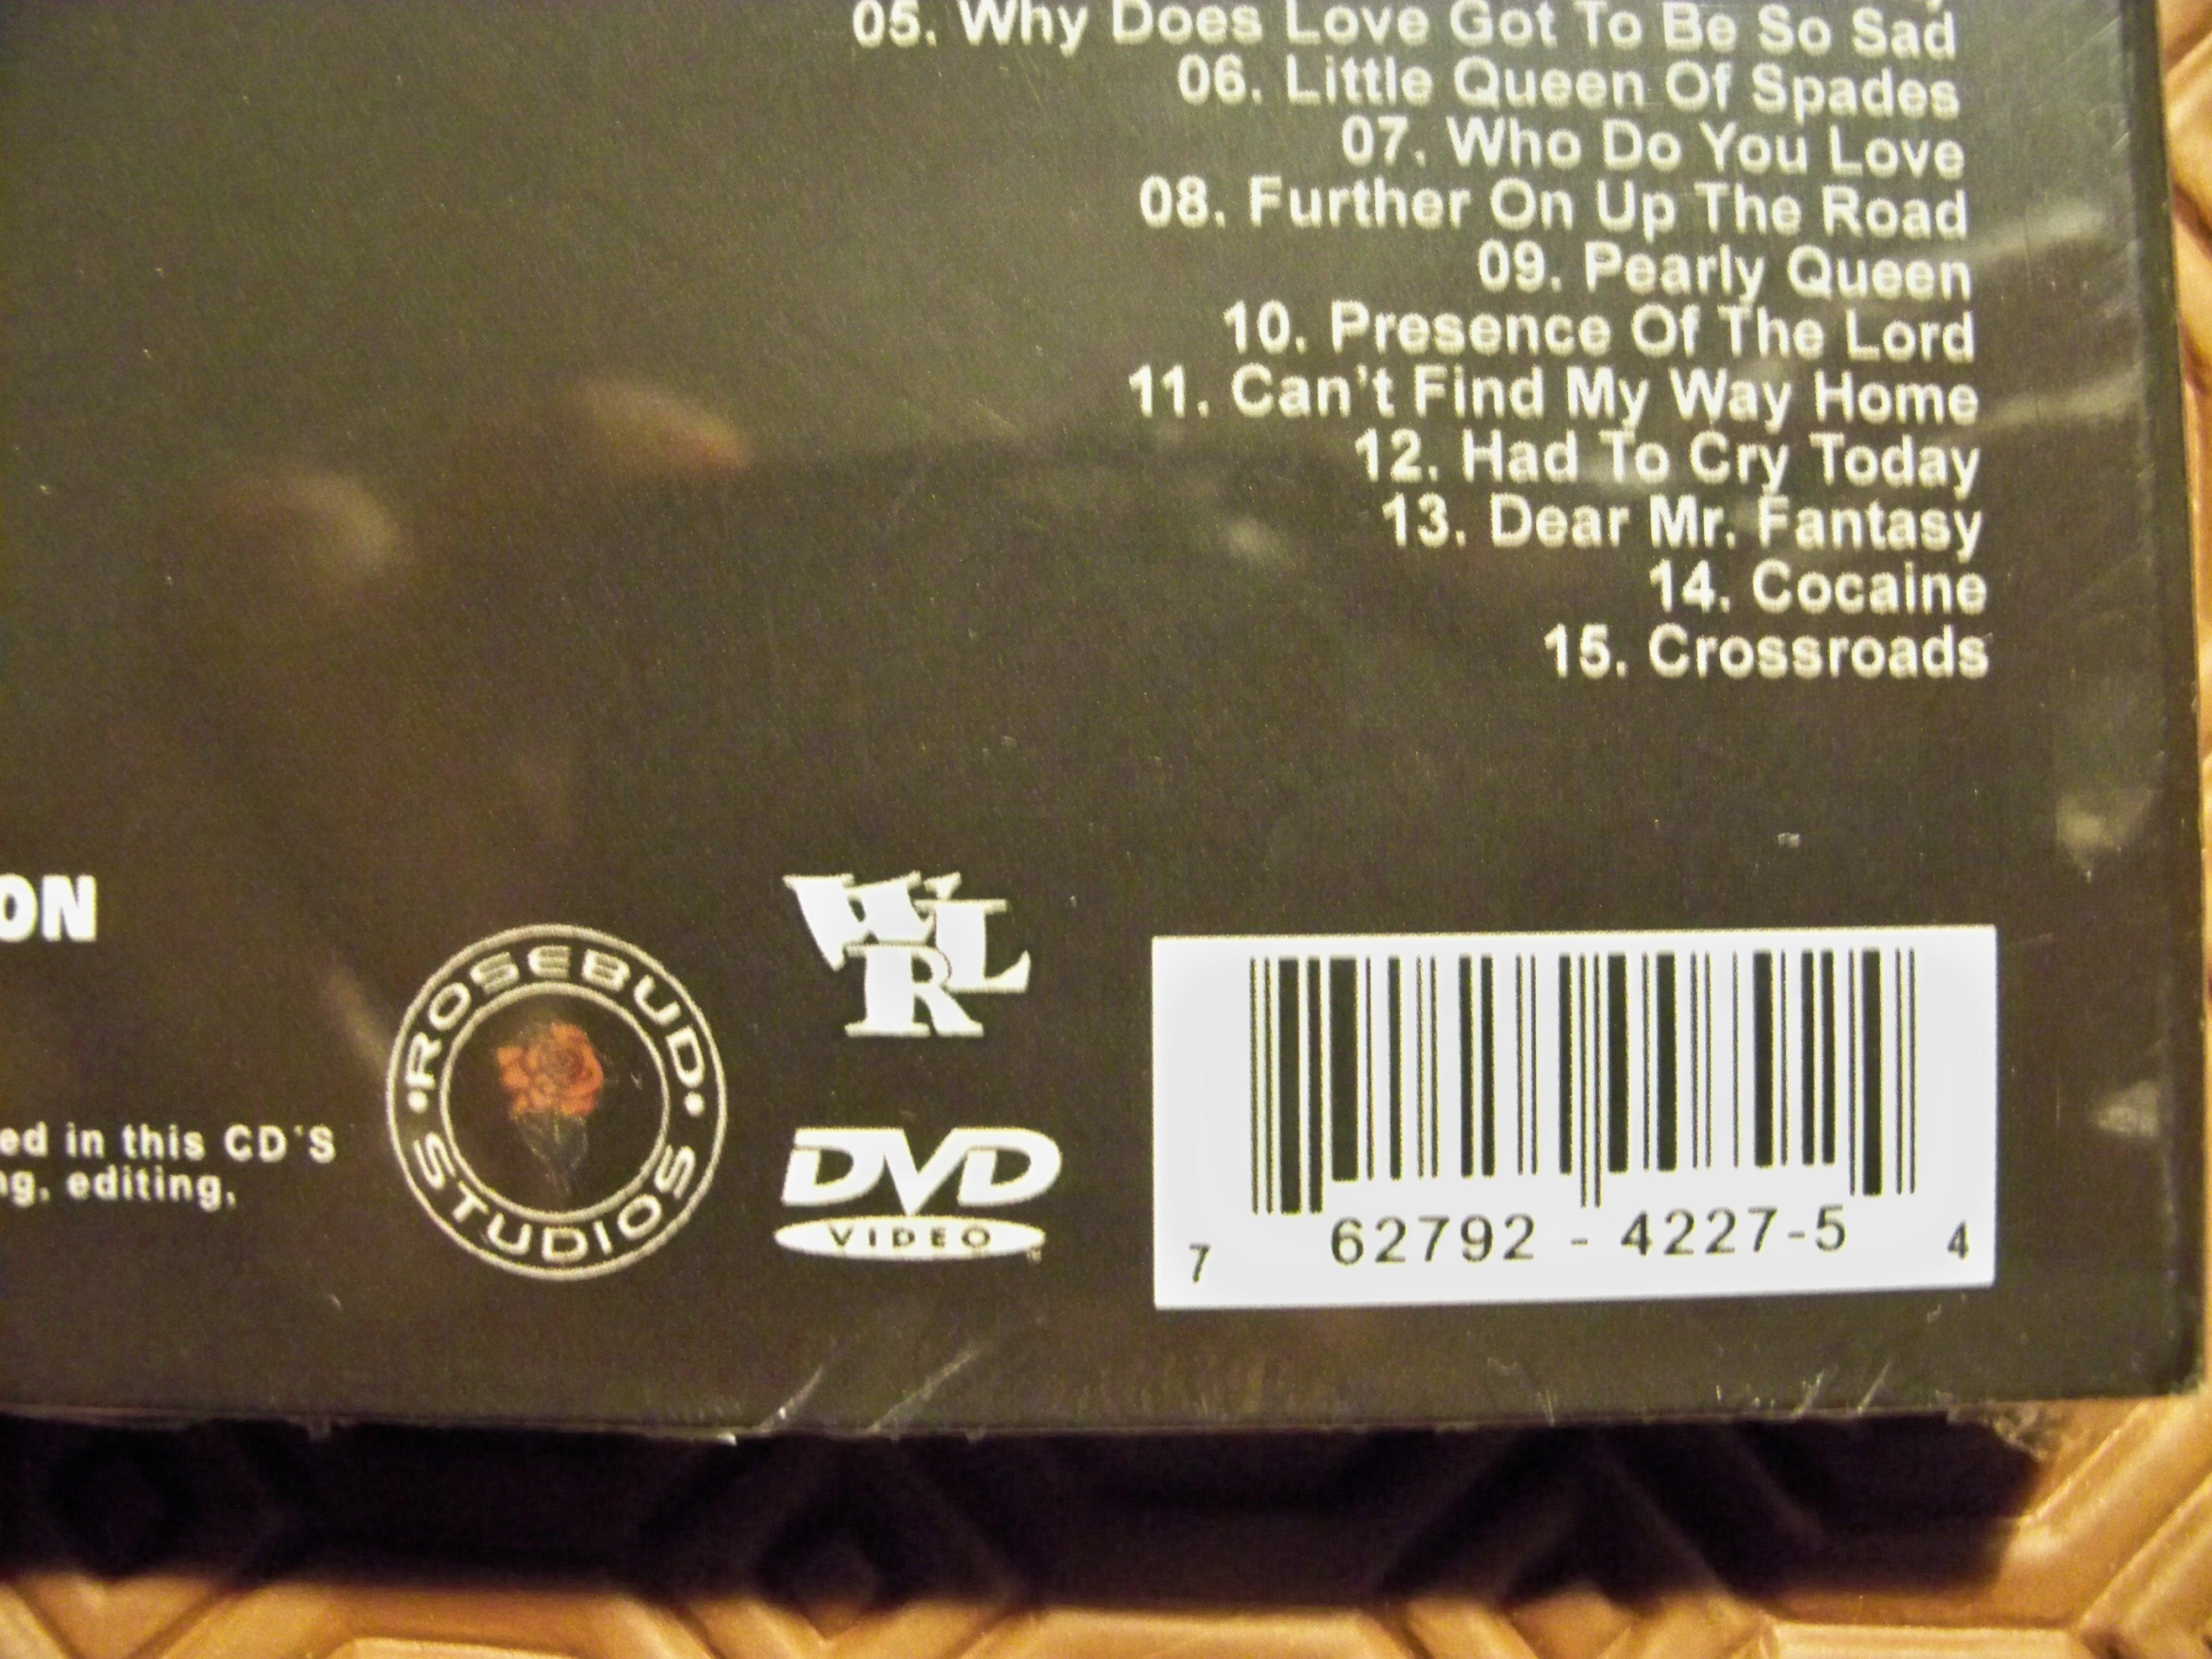 05. Why Does Love Got To Be So Sad
06. Little Queen Of Spades
07. Who Do You Love
08. Further On Up The Road
09. Pearly Queen
10. Presence Of The Lord
11. Can't Find My Way Home
12. Had To Cry Today
13. Dear Mr. Fantasy
14. Cocaine
15. Crossroads
ON
ed in this CD'S
g, editing,
•ROSEBUD•
STUDIOS
WLR
DVD
VIDEO
7 62792 - 4227-5 4